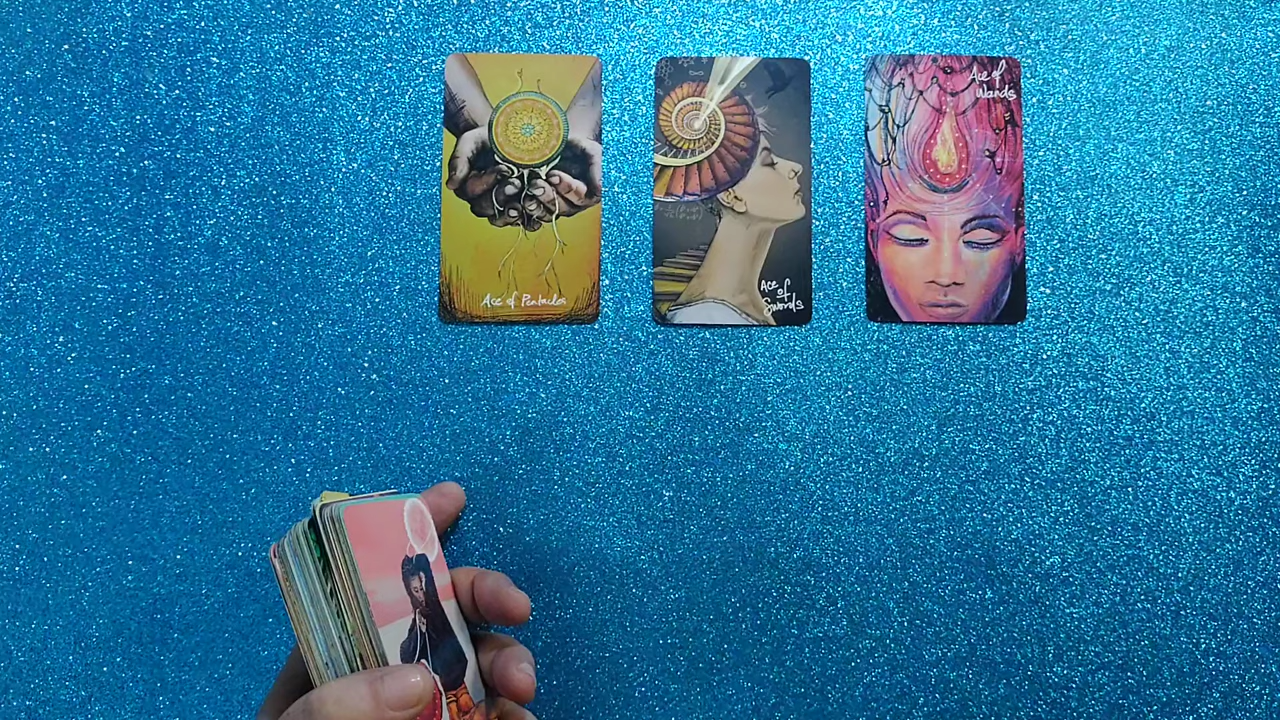 Ace of Pentacles
Ace
of
Swords
Ace of
Wands